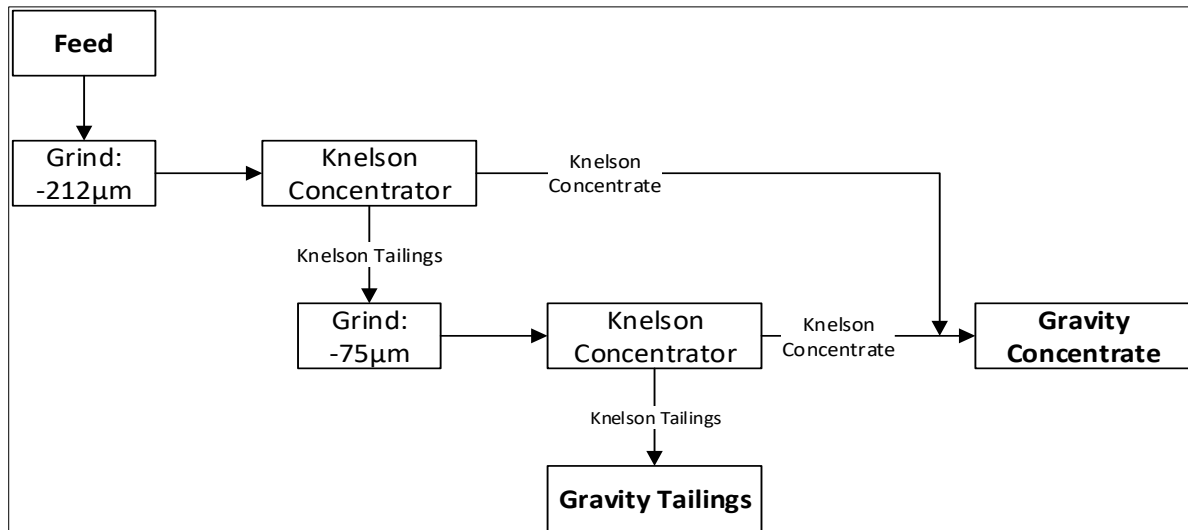 Feed
Grind:
-212µm
Knelson
Concentrator
Knelson
Concentrate
Knelson Tailings
Grind:
-75µm
Knelson
Concentrator
Knelson
Concentrate
Gravity
Concentrate
Knelson Tailings
Gravity Tailings